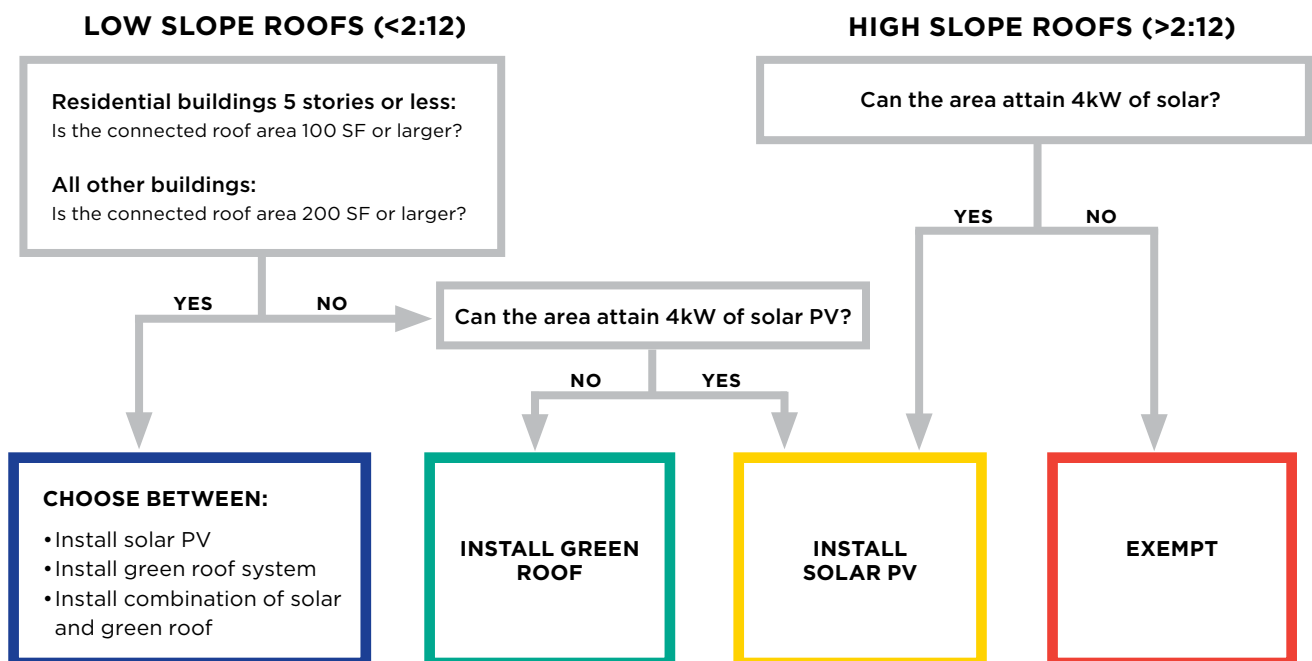 LOW SLOPE ROOFS (<2:12)
Residential buildings 5 stories or less:
Is the connected roof area 100 SF or larger?
All other buildings:
Is the connected roof area 200 SF or larger?
YES
NO
Can the area attain 4kW of solar PV?
NO
YES
HIGH SLOPE ROOFS (>2:12)
Can the area attain 4kW of solar?
YES
NO
CHOOSE BETWEEN:
•Install solar PV
•Install green roof system
•Install combination of solar
and green roof
INSTALL GREEN
ROOF
INSTALL
SOLAR PV
EXEMPT